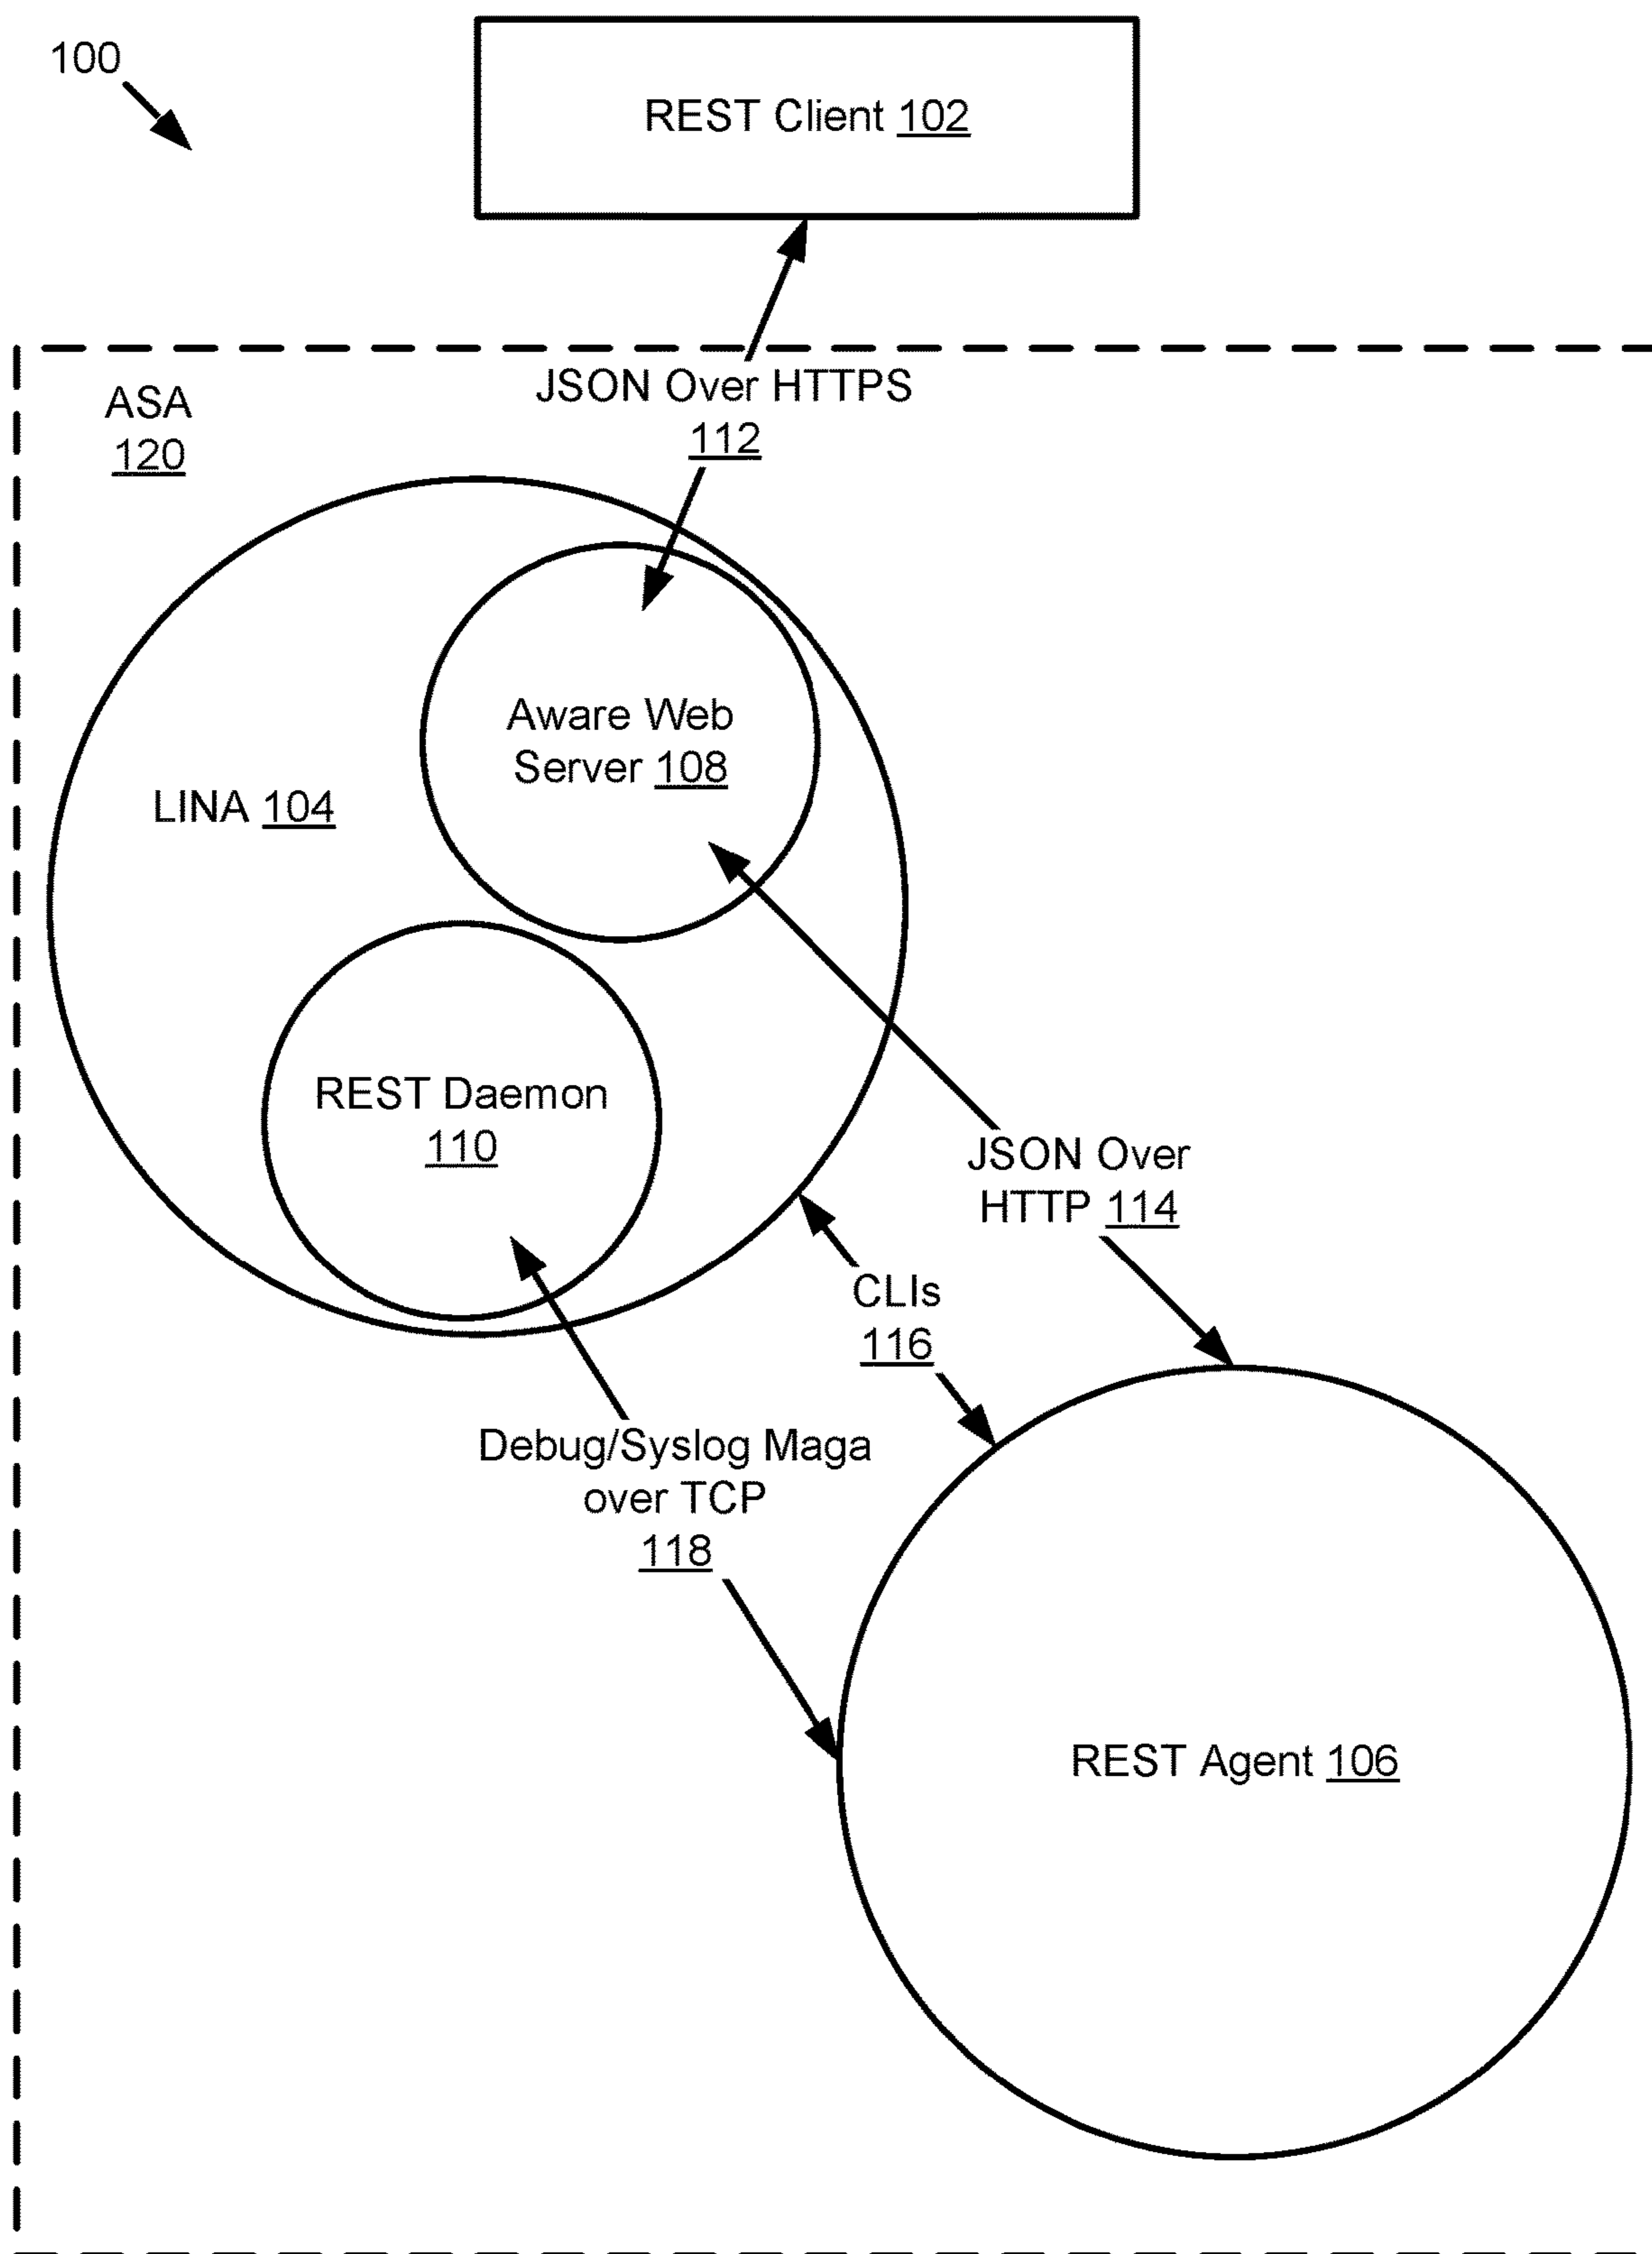 100
REST Client 102
JSON Over HTTPS
112
ASA
120
Aware Web
Server 108
LINA 104
REST Daemon
110
JSON Over
HTTP 114
CLIs
116
Debug/Syslog Maga
over TCP
118
REST Agent 106